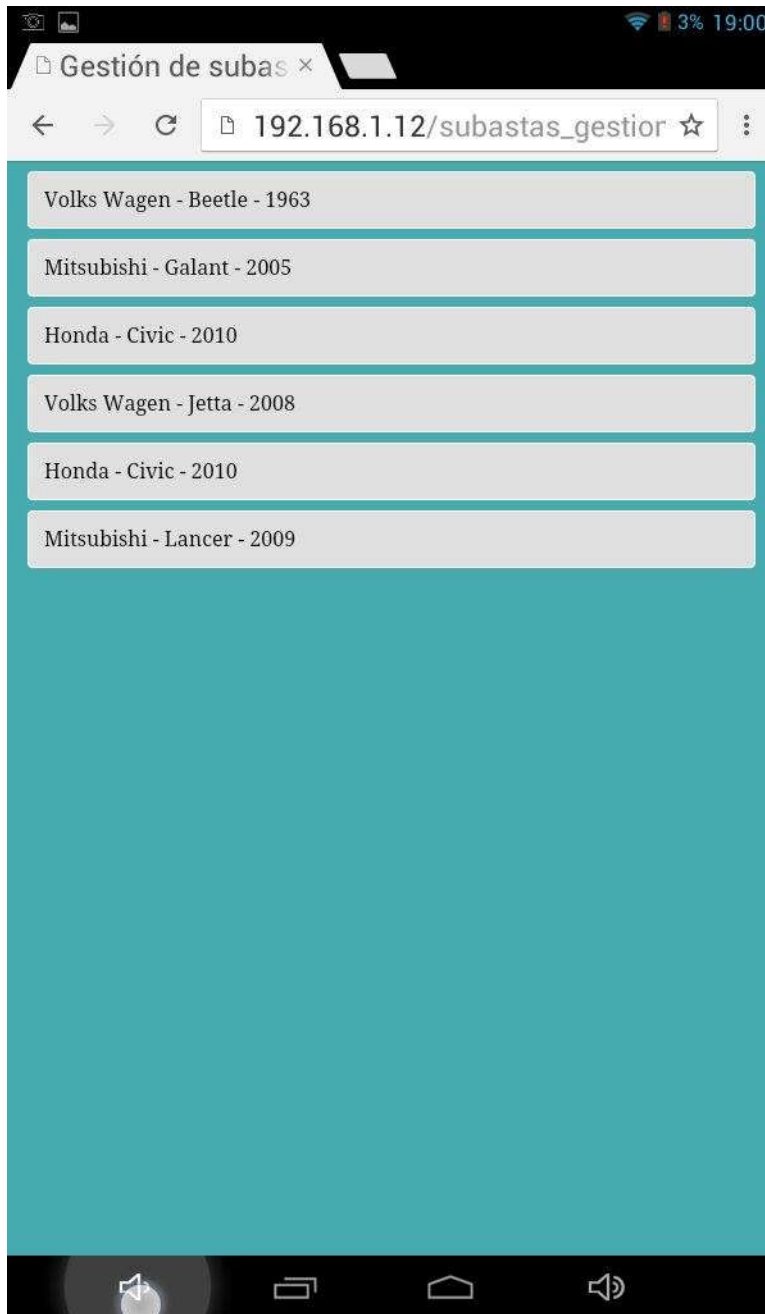 3% 19:00
Gestión de subas
192.168.1.12/subastas_gestior
Volks Wagen - Beetle - 1963
Mitsubishi - Galant - 2005
Honda - Civic - 2010
Volks Wagen - Jetta - 2008
Honda - Civic - 2010
Mitsubishi - Lancer - 2009